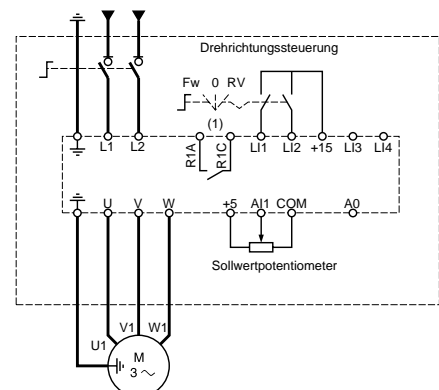 Drehrichtungssteuerung
Fw 0 RV
(1)
L1 L2 R1A R1C LI1 LI2 +15 LI3 LI4
U V W +5 AI1 COM A0
Sollwertpotentiometer
U1 V1 W1
M
3 ~